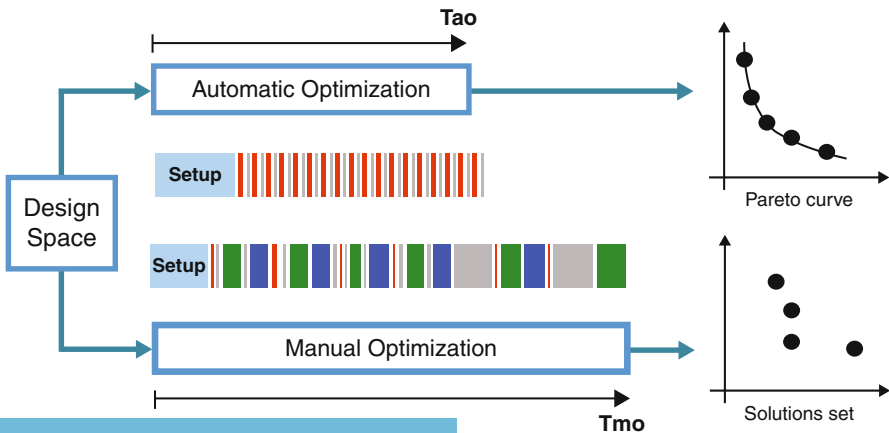 Tao
Automatic Optimization
Setup
Design
Space
Pareto curve
Setup
Manual Optimization
Tmo
Solutions set